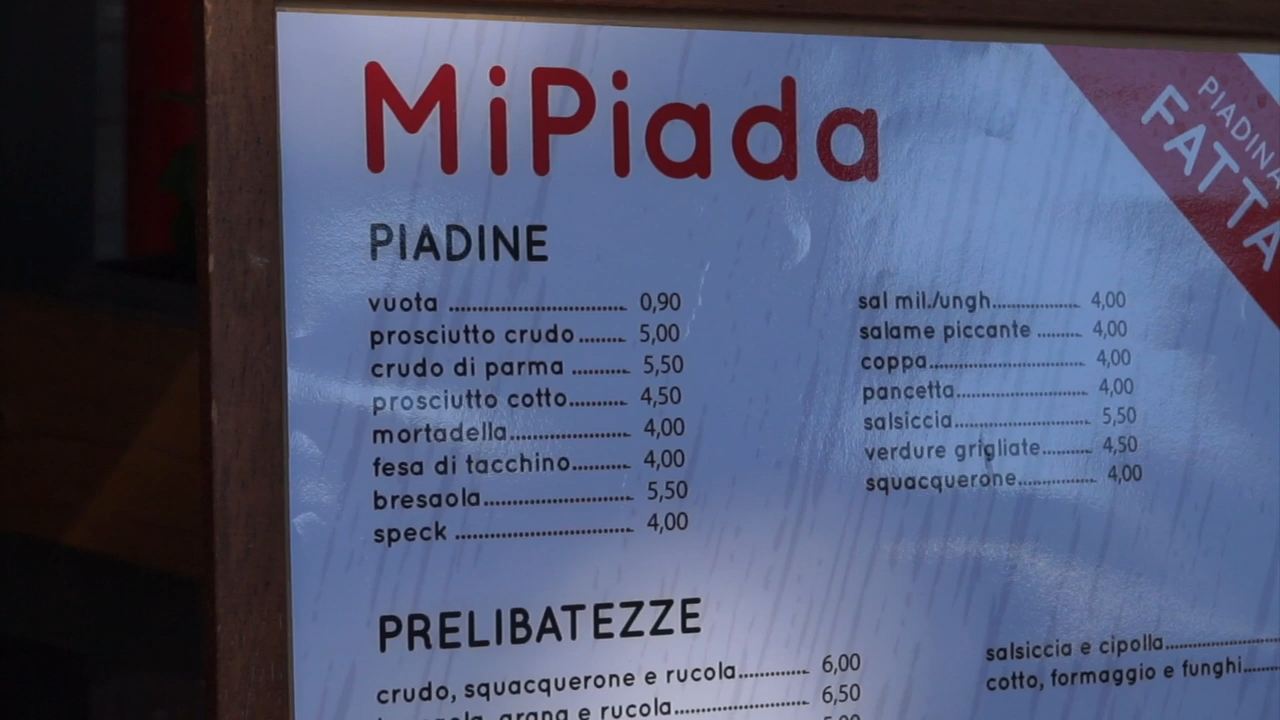 MiPiada
PIADINA
FATTA
PIADINE
vuota ........................ 0,90
prosciutto crudo........ 5,00
crudo di parma .......... 5,50
prosciutto cotto.......... 4,50
mortadella.................. 4,00
fesa di tacchino.......... 4,00
bresaola...................... 5,50
speck .......................... 4,00
sal mil./ungh................ 4,00
salame piccante ........ 4,00
coppa........................ 4,00
pancetta.................... 4,00
salsiccia...................... 5,50
verdure grigliate......... 4,50
squacquerone............. 4,00
PRELIBATEZZE
crudo, squacquerone e rucola............ 6,00
grana e rucola...................... 6,50
salsiccia e cipolla......................
cotto, formaggio e funghi.......